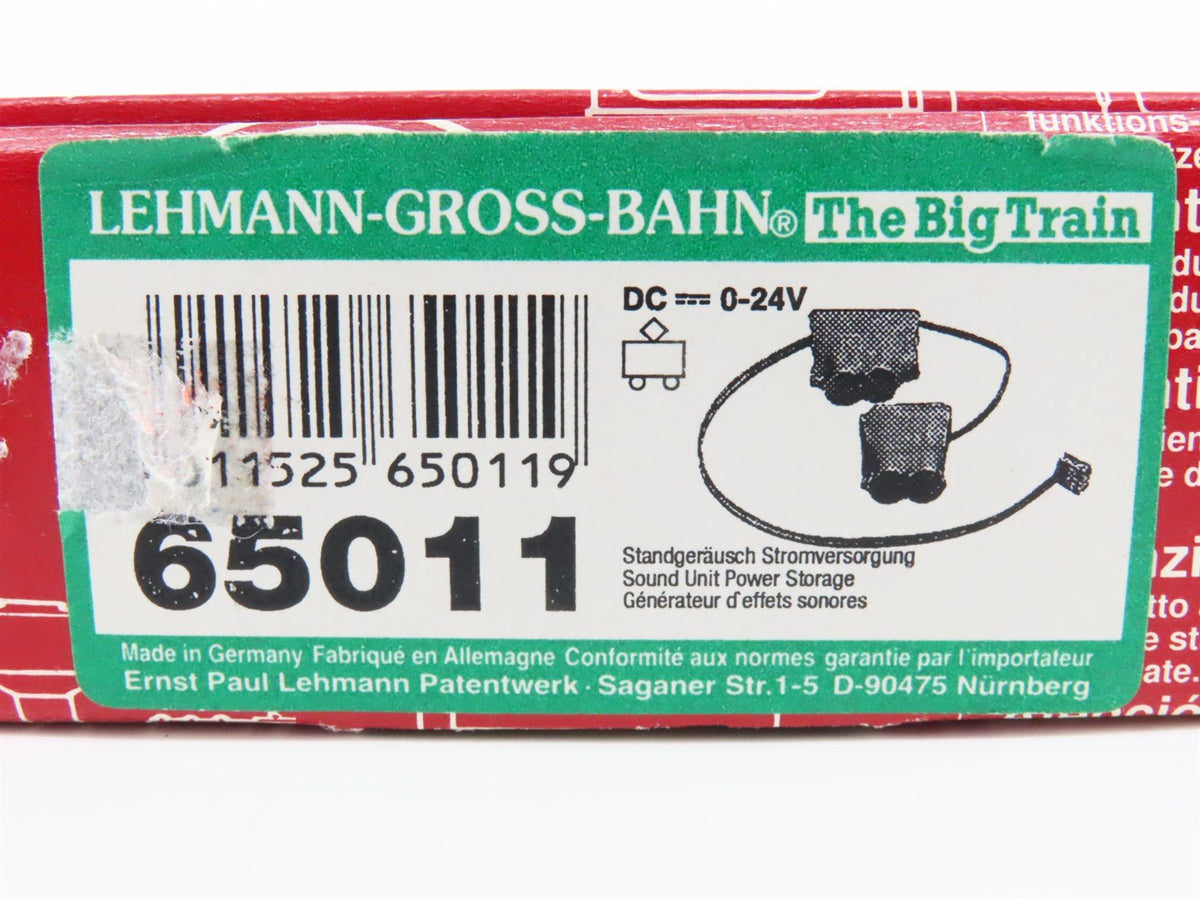 LEHMANN-GROSS-BAHN® The Big Train
DC 0-24V
11525 650119
65011
Standgeräusch Stromversorgung
Sound Unit Power Storage
Générateur d'effets sonores
Made in Germany Fabriqué en Allemagne Conformité aux normes garantie par l'importateur
Ernst Paul Lehmann Patentwerk · Saganer Str.1-5 D-90475 Nürnberg
funktions-